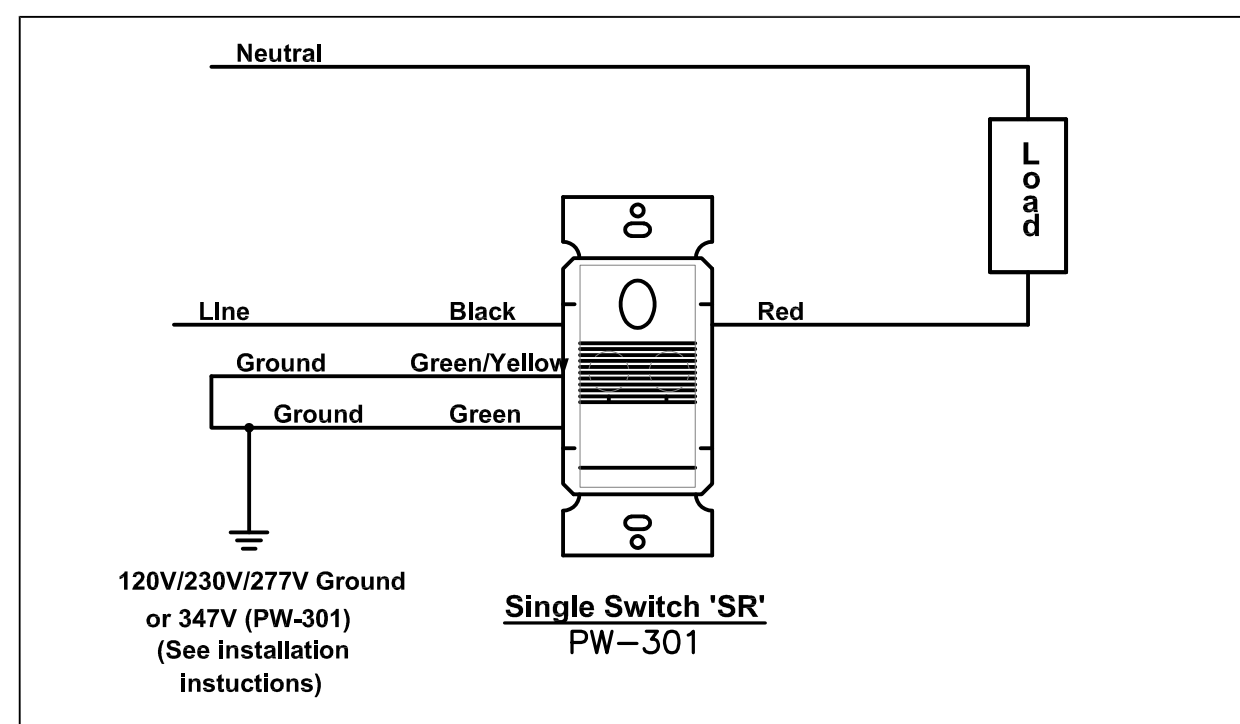 Neutral
Load
LIne
Black
Red
Ground
Green/Yellow
Ground
Green
120V/230V/277V Ground
or 347V (PW-301)
(See installation
instuctions)
Single Switch 'SR'
PW-301